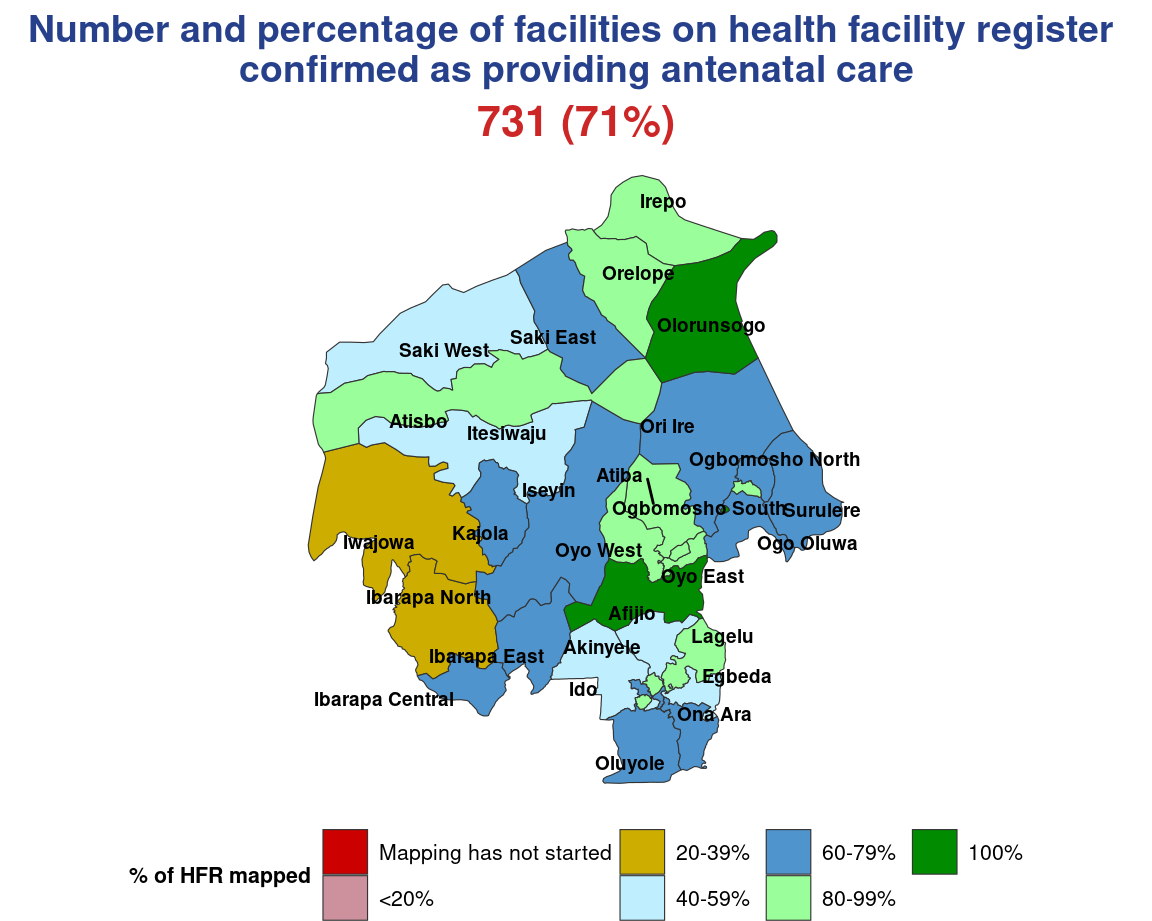 Number and percentage of facilities on health facility register
confirmed as providing antenatal care
731 (71%)
Irepo
Orelope
Olorunsogo
Saki East
Saki West
Atisbo
Itesiwaju
Ori Ire
Ogbomosho North
Atiba
Iseyin
Ogbomosho South
Surulere
Kajola
Iwajowa
Oyo West
Ogo Oluwa
Oyo East
Ibarapa North
Afijio
Lagelu
Akinyele
Ibarapa East
Egbeda
Ido
Ibarapa Central
Ona Ara
Oluyole
% of HFR mapped
Mapping has not started
<20%
20-39%
40-59%
60-79%
80-99%
100%